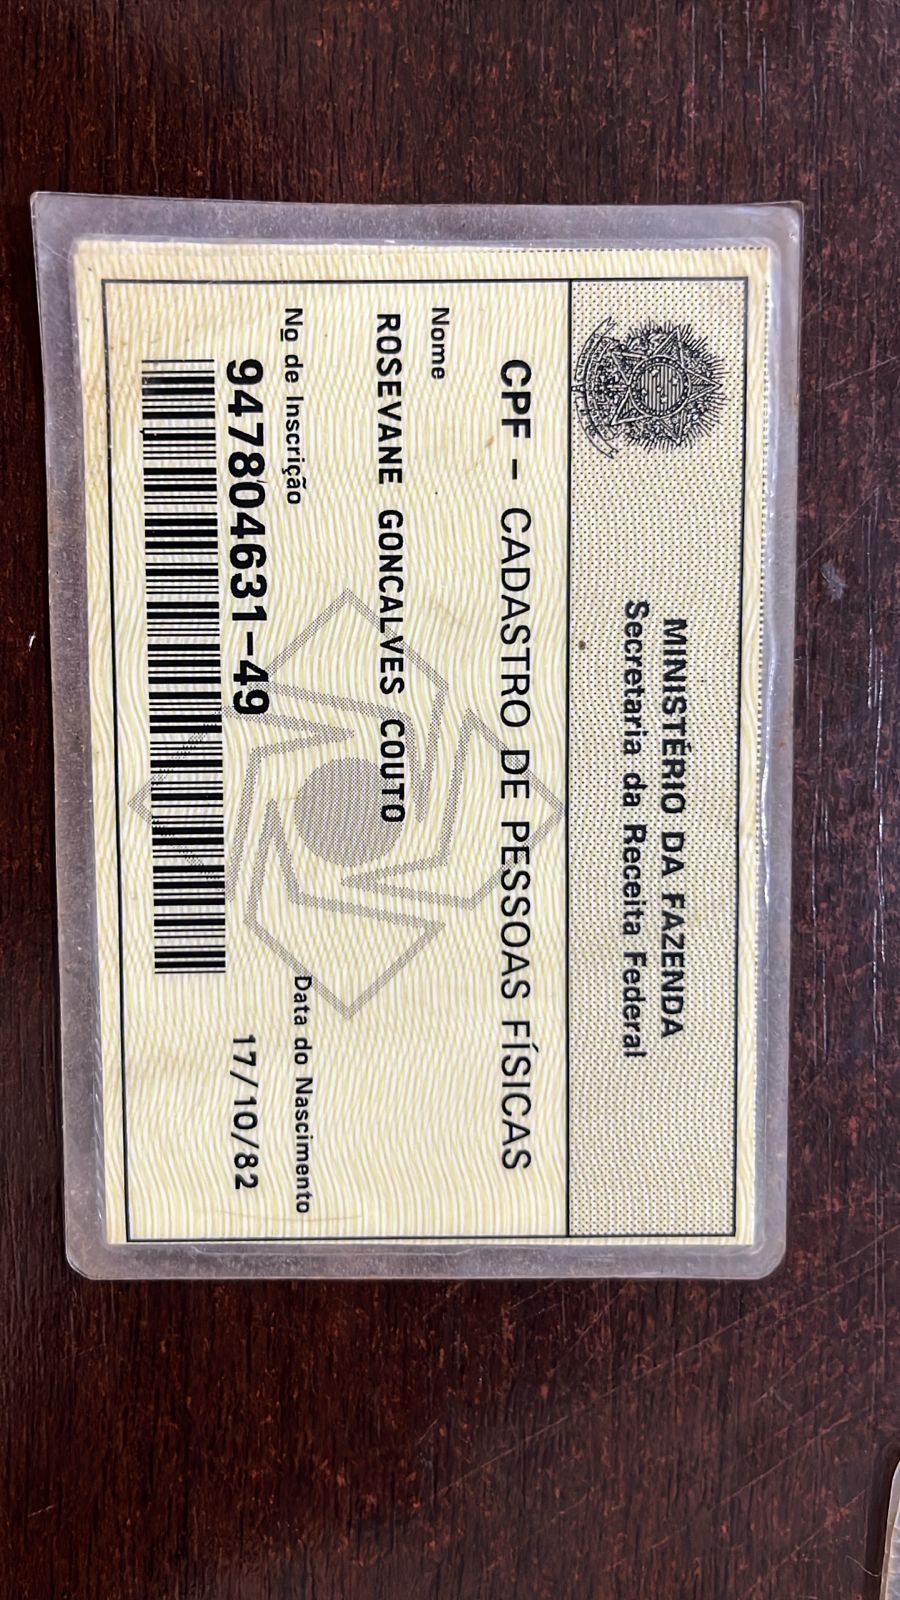 MINISTÉRIO DA FAZENDA
Secretaria da Receita Federal
CPF - CADASTRO DE PESSOAS FÍSICAS
Nome
ROSEVANE GONCALVES COUTO
No de Inscrição
947804631-49
Data do Nascimento
17/10/82